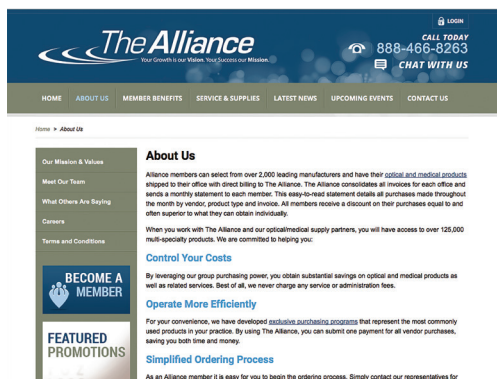 LOGIN
The Alliance
Your Growth is our Vision. Your Success our Mission.
CALL TODAY
888-466-8263
CHAT WITH US
HOME ABOUT US MEMBER BENEFITS SERVICE & SUPPLIES LATEST NEWS UPCOMING EVENTS CONTACT US
Home > About Us
Our Mission & Values
Meet Our Team
What Others Are Saying
Careers
Terms and Conditions
BECOME A
MEMBER
FEATURED
PROMOTIONS
About Us
Alliance members can select from over 2,000 leading manufacturers and have their optical and medical products
shipped to their office with direct billing to The Alliance. The Alliance consolidates all invoices for each office and
sends a monthly statement to each member. This easy-to-read statement details all purchases made throughout
the month by vendor, product type and invoice. All members receive a discount on their purchases equal to and
often superior to what they can obtain individually.
When you work with The Alliance and our optical/medical supply partners, you will have access to over 125,000
multi-specialty products. We are committed to helping you:
Control Your Costs
By leveraging our group purchasing power, you obtain substantial savings on optical and medical products as
well as related services. Best of all, we never charge any service or administration fees.
Operate More Efficiently
For your convenience, we have developed exclusive purchasing programs that represent the most commonly
used products in your practice. By using The Alliance, you can submit one payment for all vendor purchases,
saving you both time and money.
Simplified Ordering Process
As an Alliance member it is easy for you to begin the ordering process. Simply contact our representatives for